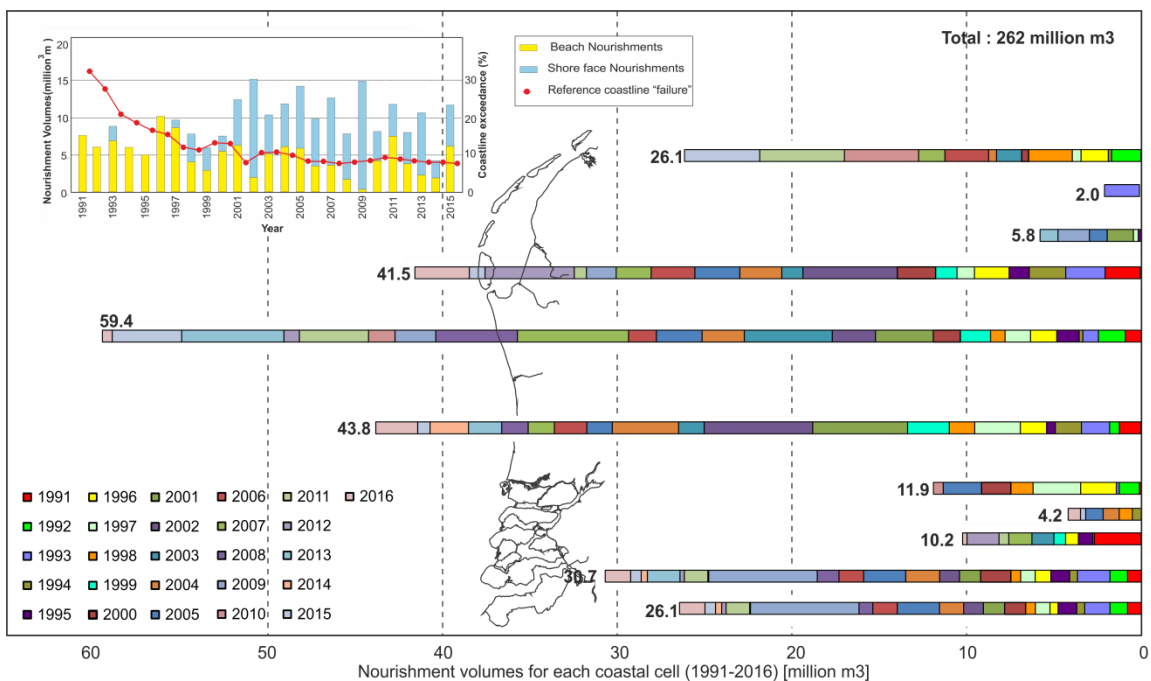 Total : 262 million m3
Nourishment Volumes(million³m )
20
15
10
5
0
30
20
10
0
Coastline exceedance (%)
1991
1993
1995
1997
1999
2001
2003
2005
2007
2009
2011
2013
2015
Year
Beach Nourishments
Shore face Nourishments
Reference coastline “failure”
26.1
2.0
5.8
41.5
59.4
43.8
11.9
4.2
10.2
30.7
26.1
1991 1996 2001 2006 2011 2016
1992 1997 2002 2007 2012
1993 1998 2003 2008 2013
1994 1999 2004 2009 2014
1995 2000 2005 2010 2015
60 50 40 30 20 10 0
Nourishment volumes for each coastal cell (1991-2016) [million m3]